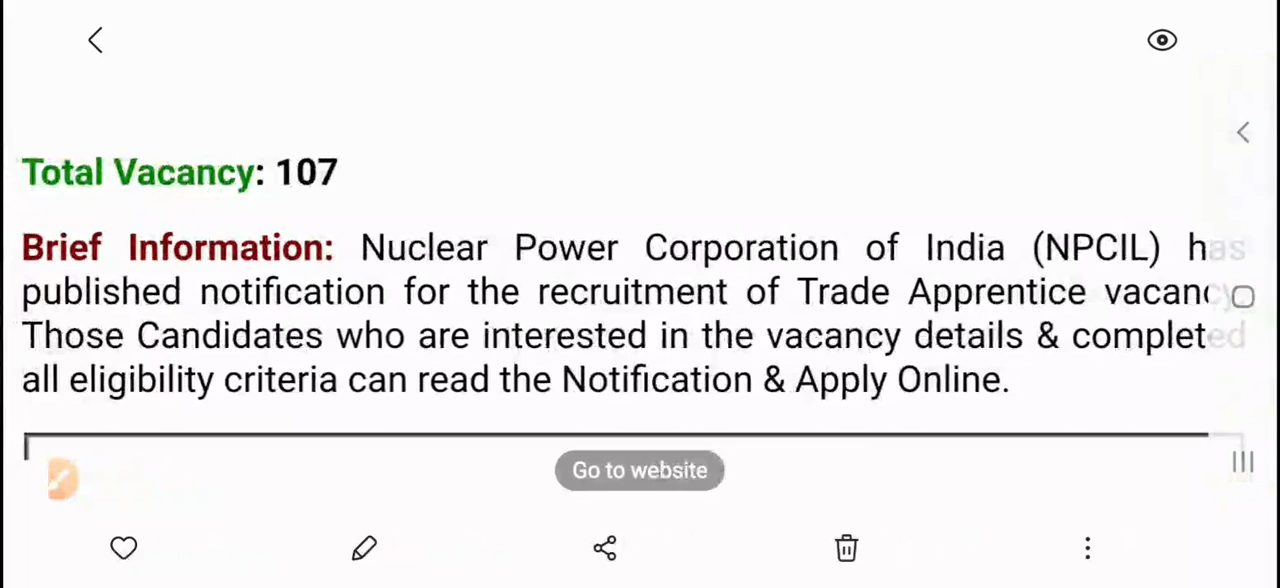 Total Vacancy: 107
Brief Information: Nuclear Power Corporation of India (NPCIL) has
published notification for the recruitment of Trade Apprentice vacancy
Those Candidates who are interested in the vacancy details & completed
all eligibility criteria can read the Notification & Apply Online.
Go to website